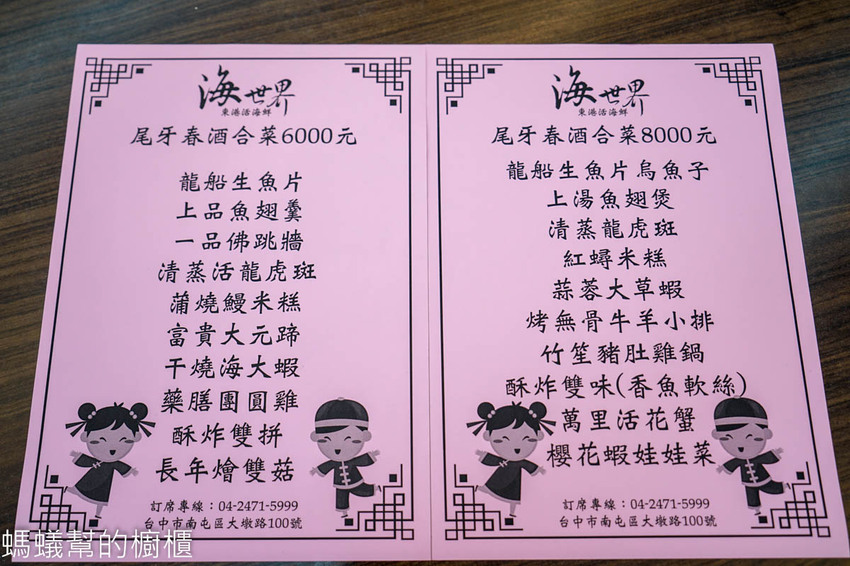 海世界
東港活海鮮
尾牙春酒合菜6000元
龍船生魚片
上品魚翅羹
一品佛跳牆
清蒸活龍虎斑
蒲燒鰻米糕
富貴大元蹄
干燒海大蝦
藥膳團圓雞
酥炸雙拼
長年燴雙菇
訂席專線：04-2471-5999
台中市南屯區大墩路100號
海世界
東港活海鮮
尾牙春酒合菜8000元
龍船生魚片烏魚子
上湯魚翅煲
清蒸龍虎斑
紅蟳米糕
蒜蓉大草蝦
烤無骨牛羊小排
竹笙豬肚雞鍋
酥炸雙味(香魚軟絲)
萬里活花蟹
櫻花蝦娃娃菜
訂席專線：04-2471-5999
台中市南屯區大墩路100號
螞蟻幫的櫥櫃